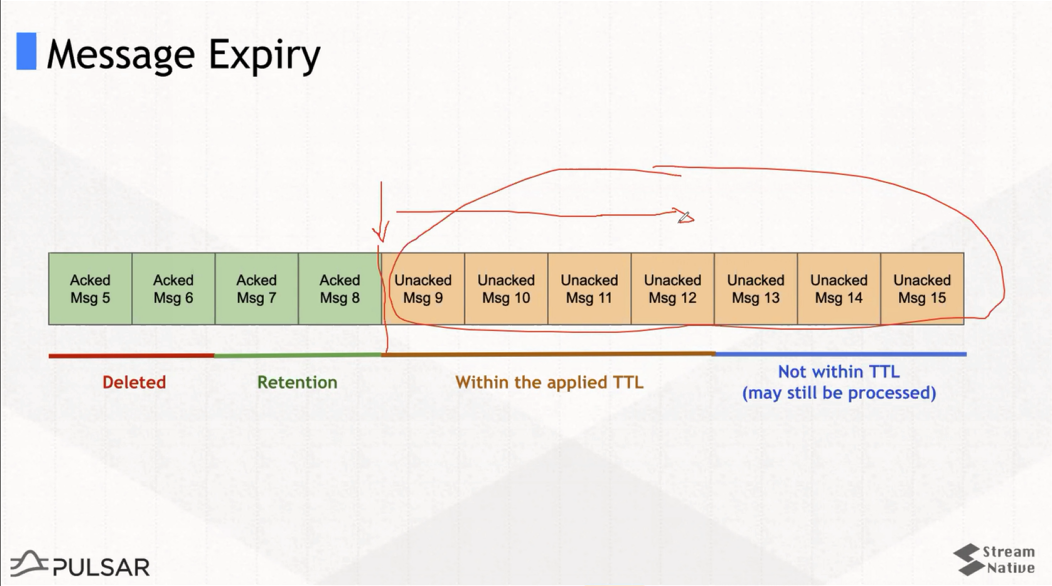 Message Expiry
Acked
Msg 5
Acked
Msg 6
Acked
Msg 7
Acked
Msg 8
Unacked
Msg 9
Unacked
Msg 10
Unacked
Msg 11
Unacked
Msg 12
Unacked
Msg 13
Unacked
Msg 14
Unacked
Msg 15
Deleted
Retention
Within the applied TTL
Not within TTL
(may still be processed)
PULSAR
Stream
Native